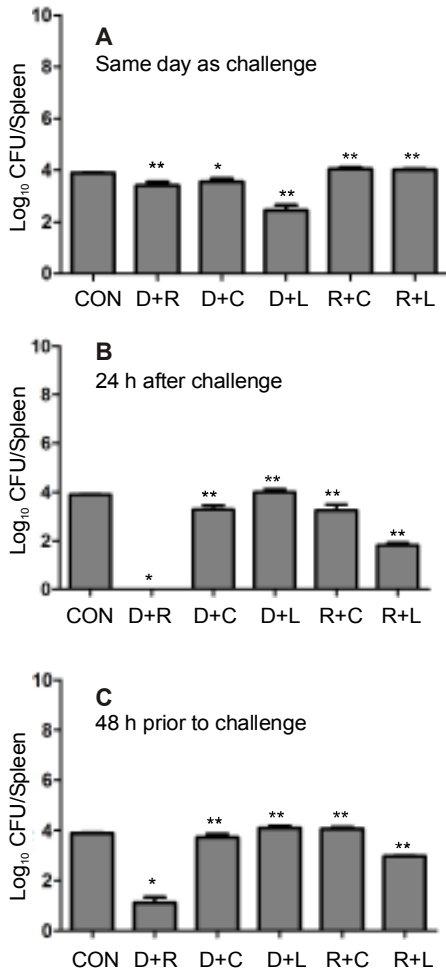 A
Same day as challenge
Log₁₀ CFU/Spleen
10
8
6
4
2
0
** * ** ** **
CON D+R D+C D+L R+C R+L
B
24 h after challenge
Log₁₀ CFU/Spleen
10
8
6
4
2
0
* ** ** ** **
CON D+R D+C D+L R+C R+L
C
48 h prior to challenge
Log₁₀ CFU/Spleen
10
8
6
4
2
0
* ** ** ** **
CON D+R D+C D+L R+C R+L